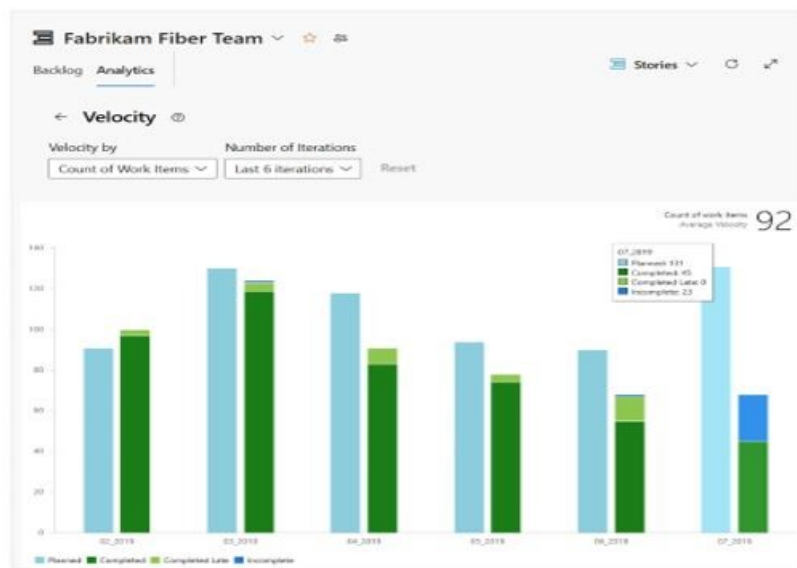 Fabrikam Fiber Team
Backlog Analytics
Stories
Velocity
Velocity by Number of Iterations
Count of Work Items Last 6 iterations Reset
Count of work items
Average Velocity
92
07_2019
Planned: 131
Completed: 45
Completed Late: 0
Incomplete: 23
140
120
100
80
60
40
20
0
02_2019 03_2019 04_2019 05_2019 06_2019 07_2019
Planned Completed Completed Late Incomplete